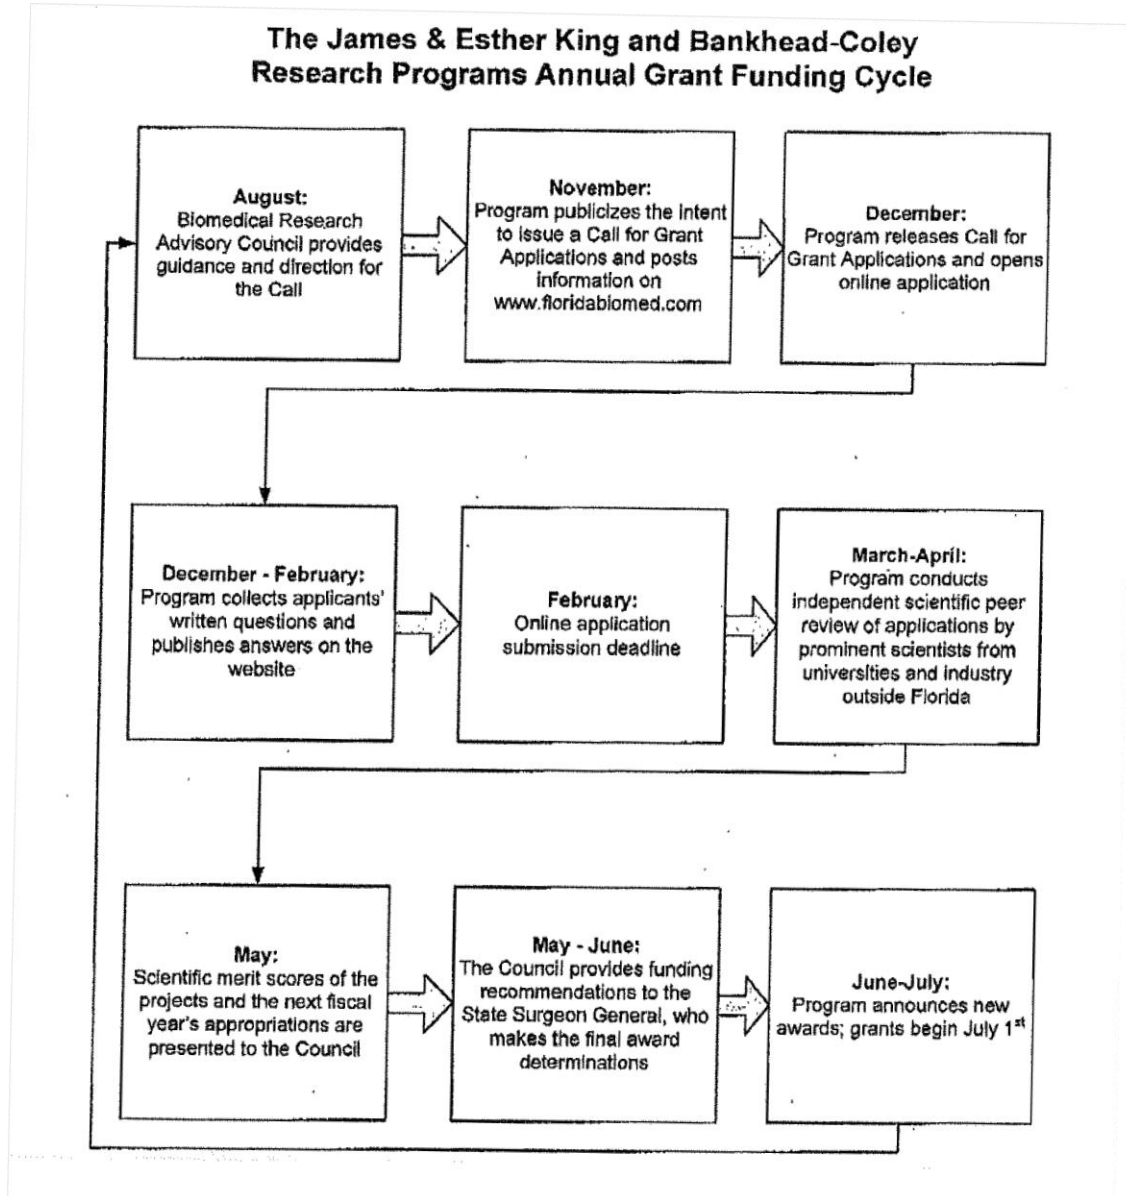 The James & Esther King and Bankhead-Coley
Research Programs Annual Grant Funding Cycle
August:
Biomedical Research
Advisory Council provides
guidance and direction for
the Call
November:
Program publicizes the intent
to issue a Call for Grant
Applications and posts
information on
www.floridabiomed.com
December:
Program releases Call for
Grant Applications and opens
online application
December - February:
Program collects applicants'
written questions and
publishes answers on the
website
February:
Online application
submission deadline
March-April:
Program conducts
independent scientific peer
review of applications by
prominent scientists from
universities and industry
outside Florida
May:
Scientific merit scores of the
projects and the next fiscal
year's appropriations are
presented to the Council
May - June:
The Council provides funding
recommendations to the
State Surgeon General, who
makes the final award
determinations
June-July:
Program announces new
awards; grants begin July 1st